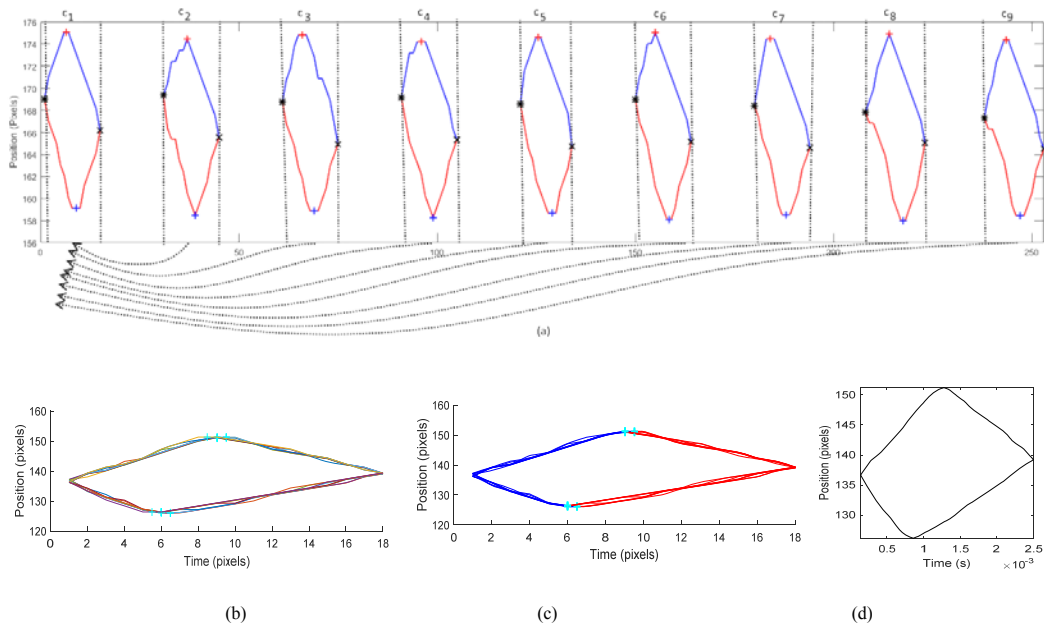 c1 c2 c3 c4 c5 c6 c7 c8 c9
176
174
172
170
168
166
164
162
160
158
156
Position (Pixels)
0 50 100 150 200 250
(a)
160
150
140
130
120
Position (pixels)
0 2 4 6 8 10 12 14 16 18
Time (pixels)
(b)
160
150
140
130
120
Position (pixels)
0 2 4 6 8 10 12 14 16 18
Time (pixels)
(c)
150
145
140
135
130
Position (pixels)
0.5 1 1.5 2 2.5
Time (s) ×10⁻³
(d)